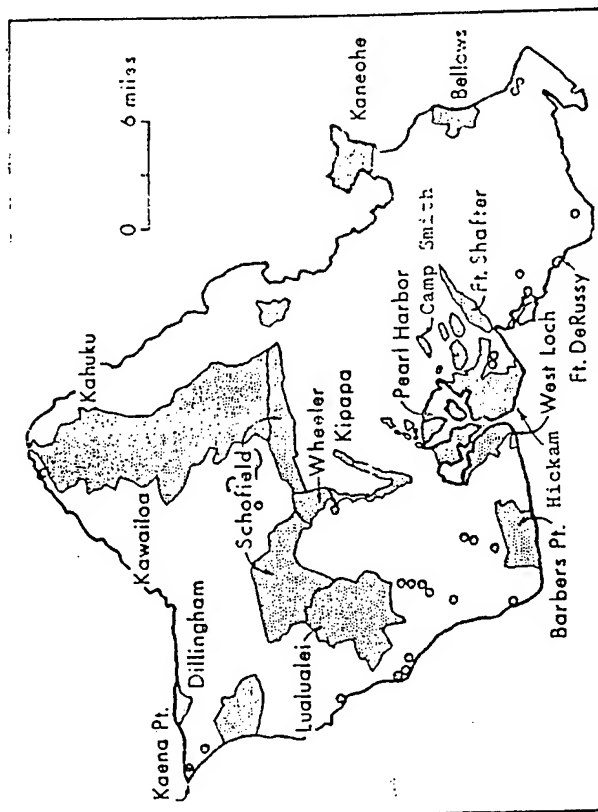 Kaena Pt.
Dillingham
Kawailoa
Kahuku
0 6 miles
Schofield
Wheeler
Kipapa
Lualualei
Kaneohe
Bellows
Pearl Harbor
Camp Smith
Ft. Shafter
Barbers Pt.
Hickam
West Loch
Ft. DeRussy